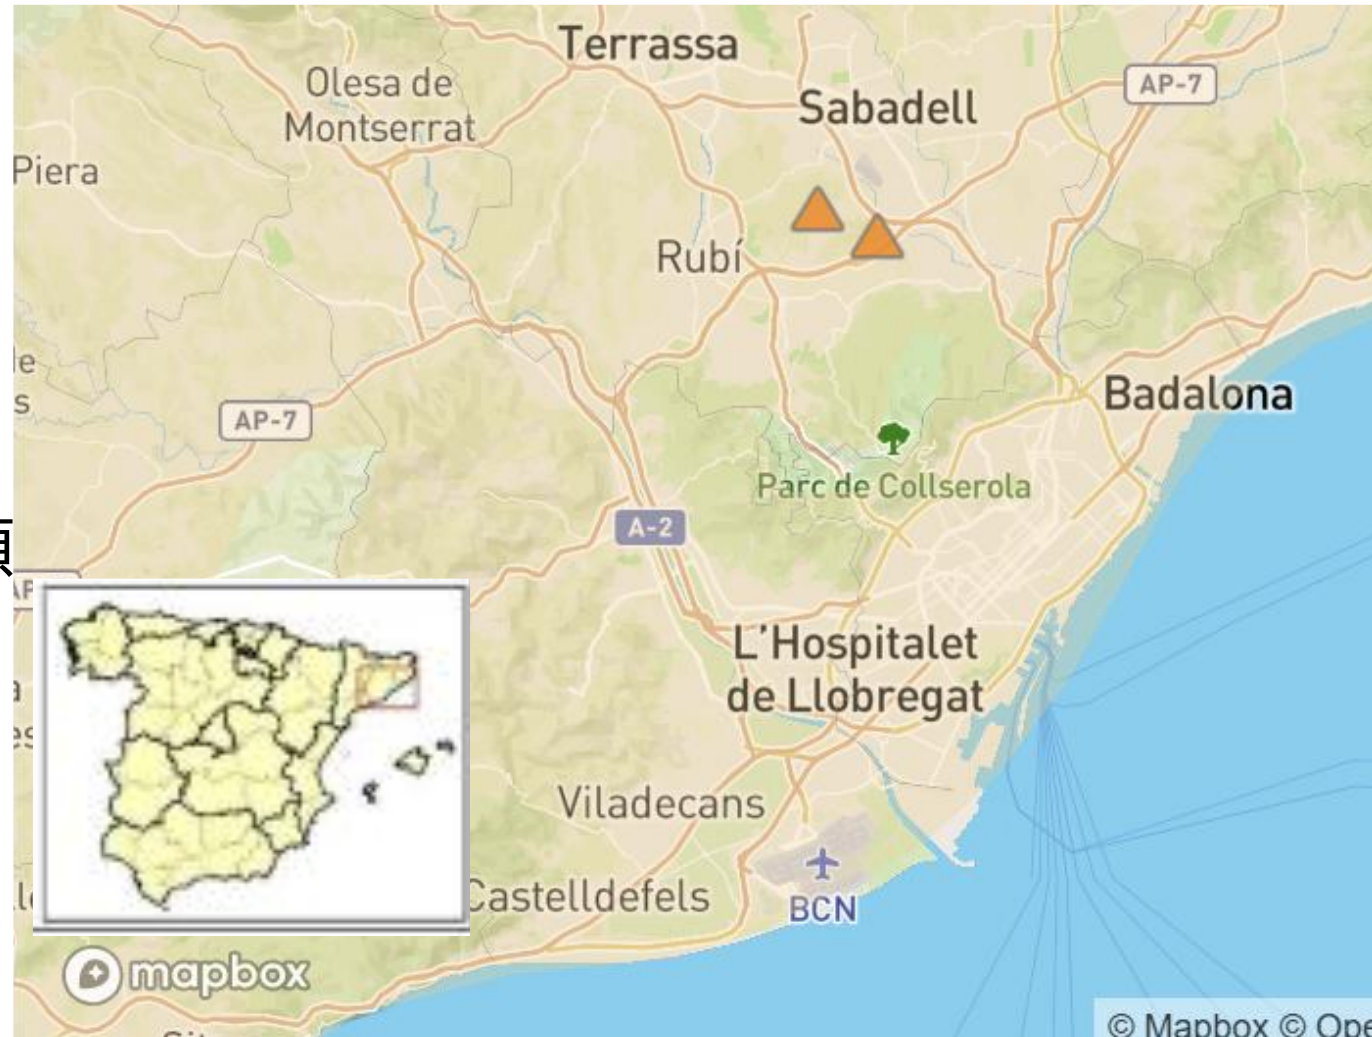 Terrassa
Olesa de
Montserrat
Sabadell
AP-7
Piera
Rubí
Badalona
AP-7
Parc de Collserola
A-2
L'Hospitalet
de Llobregat
Viladecans
Castelldefels
BCN
mapbox
© Mapbox © Ope